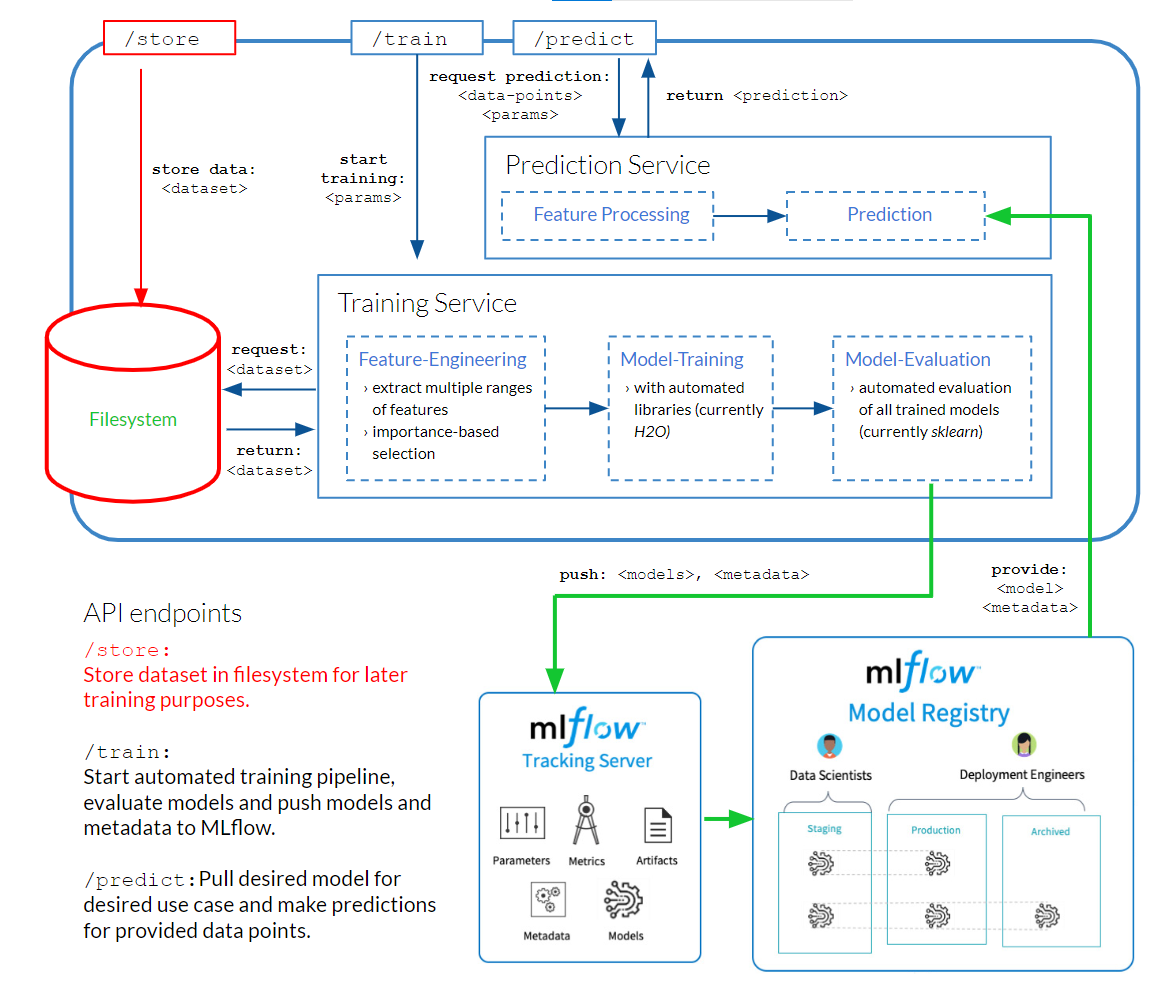 /store
/train
/predict
request prediction:
<data-points>
<params>
return <prediction>
store data:
<dataset>
start
training:
<params>
Prediction Service
Feature Processing
Prediction
Training Service
Feature-Engineering
› extract multiple ranges
of features
› importance-based
selection
Model-Training
› with automated
libraries (currently
H2O)
Model-Evaluation
› automated evaluation
of all trained models
(currently sklearn)
request:
<dataset>
Filesystem
return:
<dataset>
push: <models>, <metadata>
provide:
<model>
<metadata>
API endpoints
/store:
Store dataset in filesystem for later
training purposes.
/train:
Start automated training pipeline,
evaluate models and push models and
metadata to MLflow.
/predict: Pull desired model for
desired use case and make predictions
for provided data points.
mlflow™
Tracking Server
Parameters
Metrics
Artifacts
Metadata
Models
mlflow™
Model Registry
Data Scientists
Deployment Engineers
Staging
Production
Archived